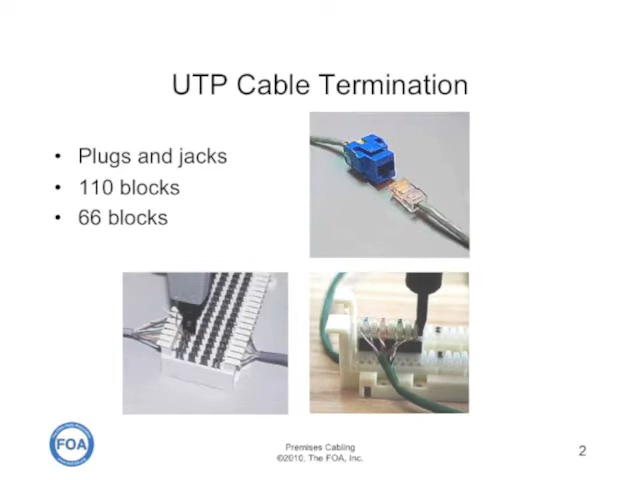 UTP Cable Termination
• Plugs and jacks
• 110 blocks
• 66 blocks
FOA
Premises Cabling
©2010, The FOA, Inc.
2